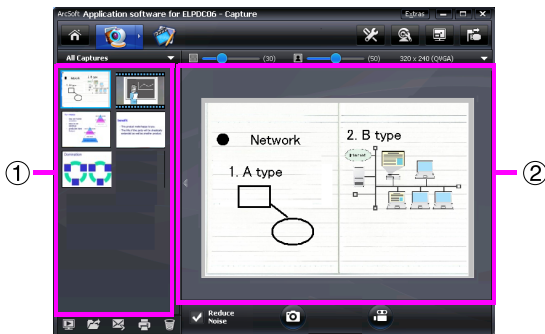 ArcSoft Application software for ELPDC06 - Capture
Extras
All Captures
(30)
(50)
320 x 240 (QVGA)
1
2
Network
1. A type
2. B type
Reduce
Noise